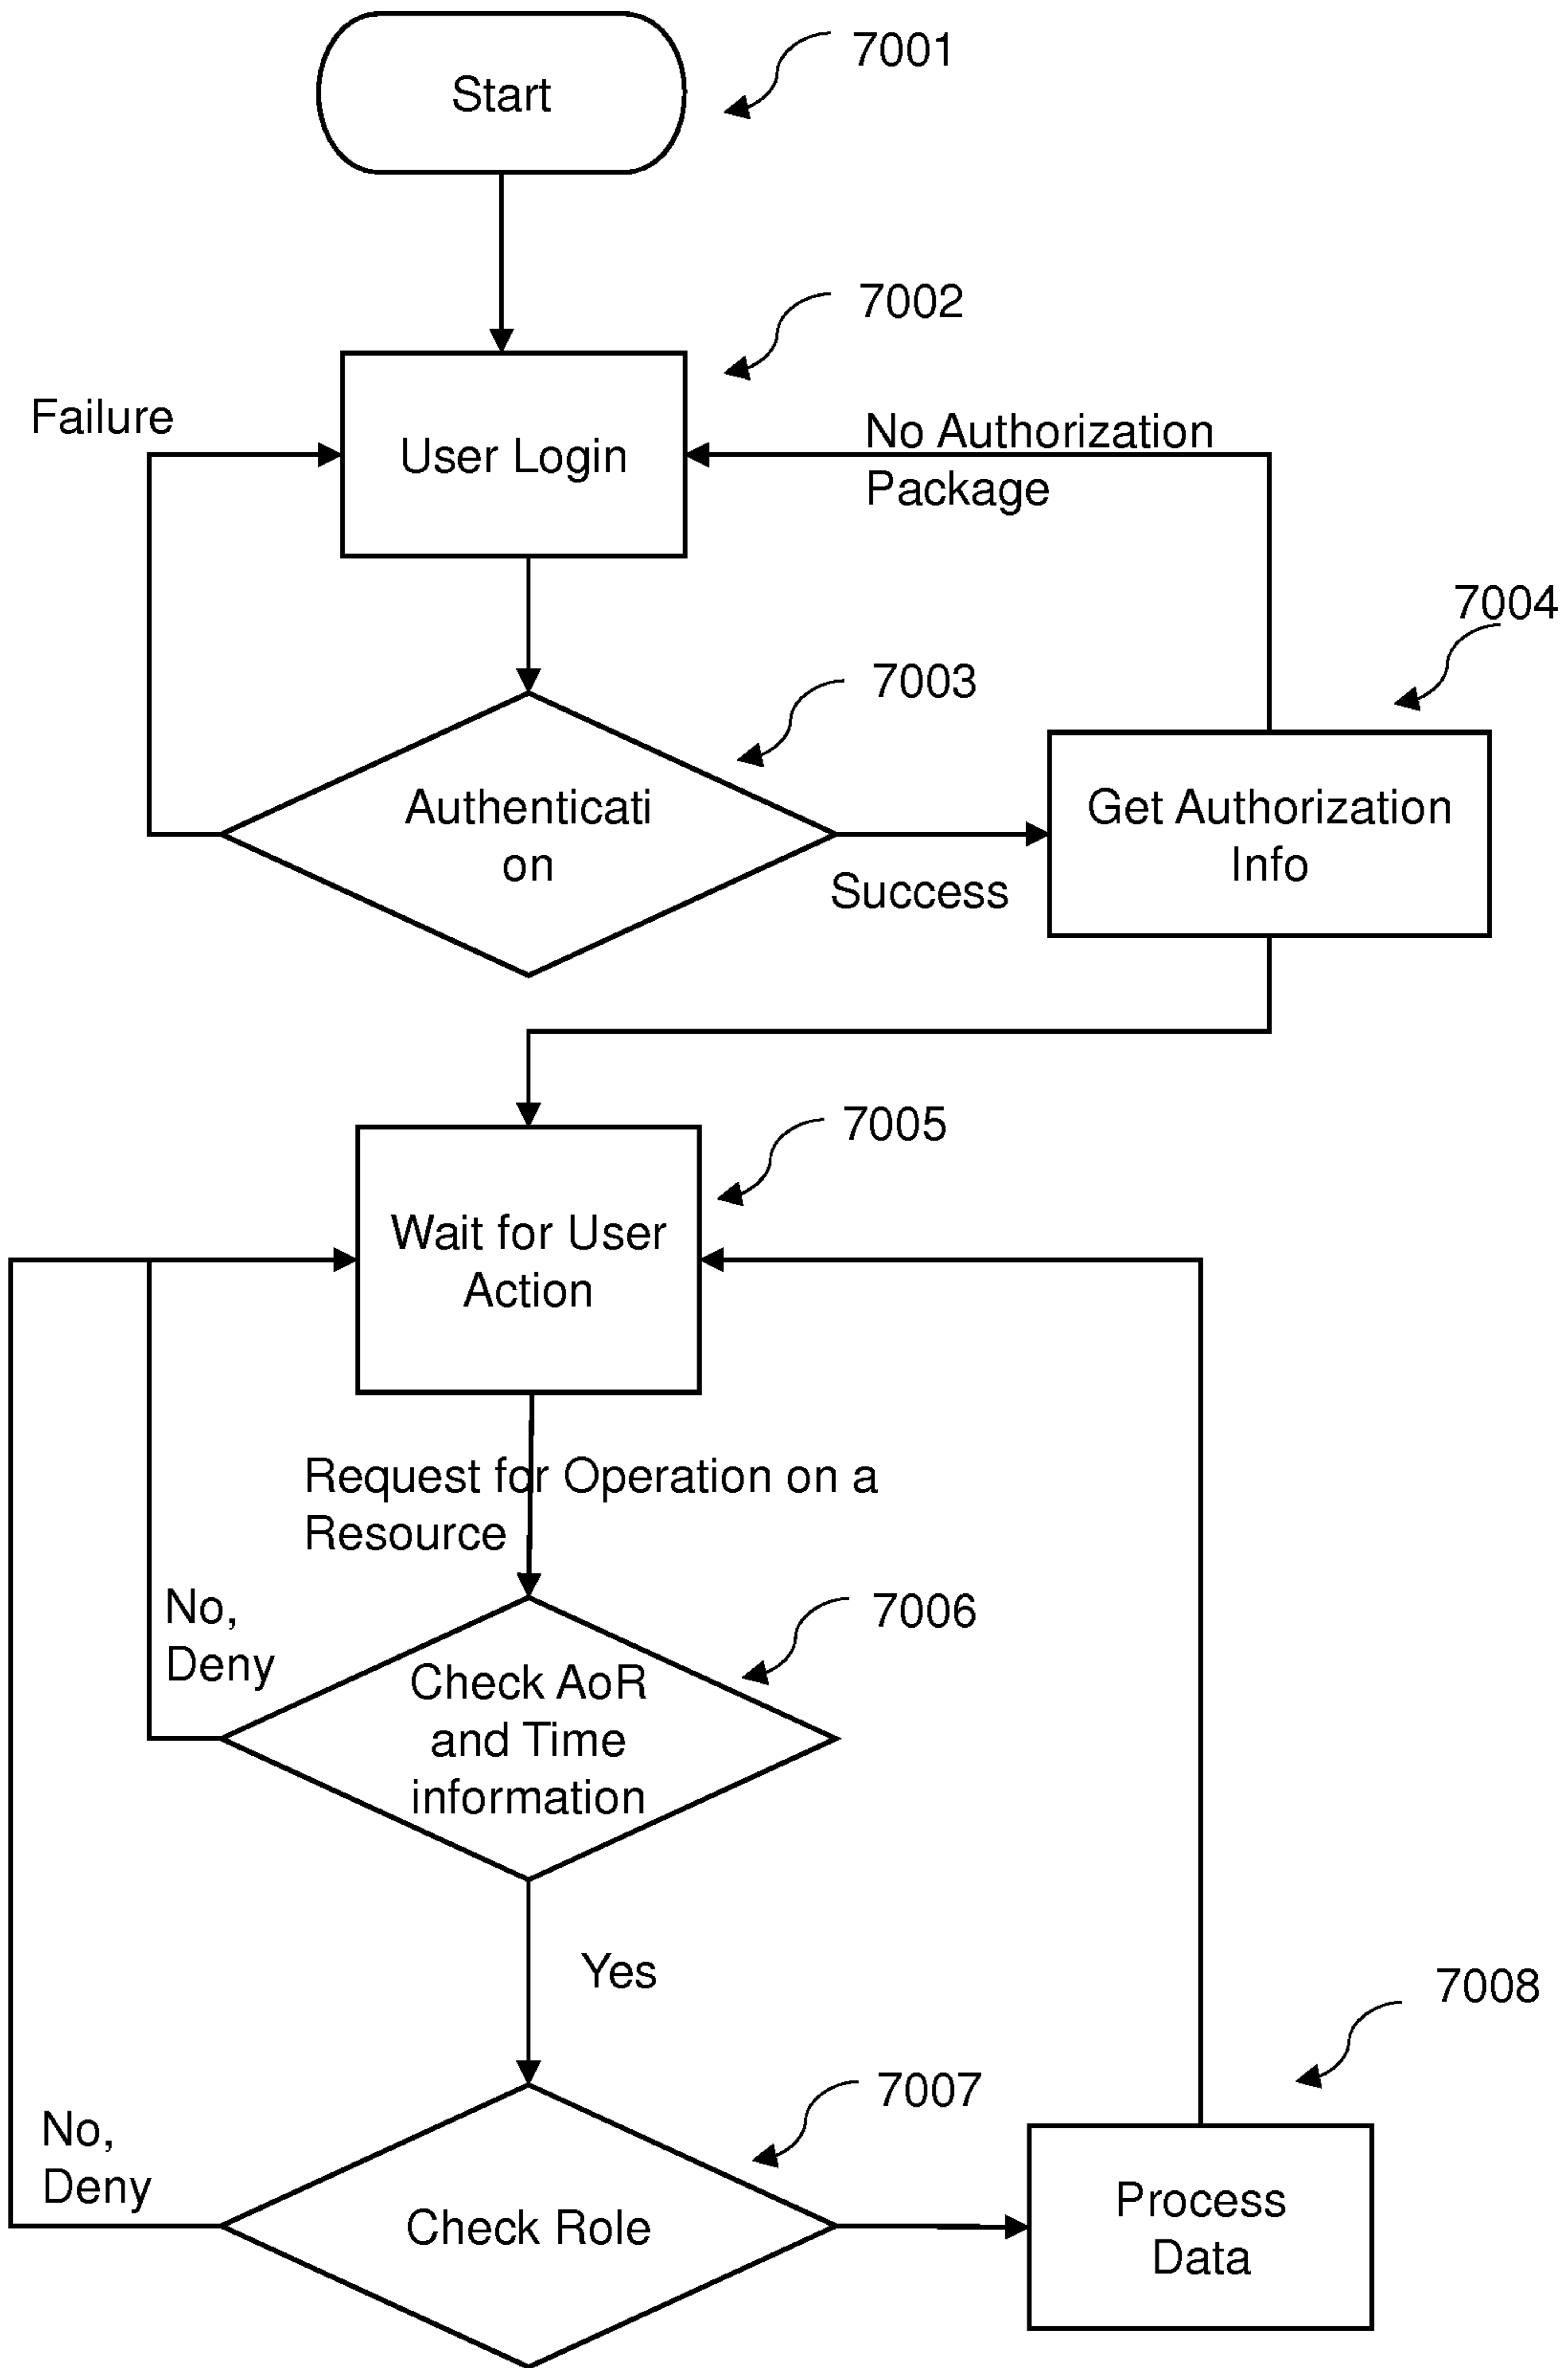 7001
Start
7002
Failure
User Login
No Authorization
Package
7004
7003
Authenticati
on
Get Authorization
Info
Success
7005
Wait for User
Action
Request for Operation on a
Resource
No,
Deny
7006
Check AoR
and Time
information
Yes
7008
7007
No,
Deny
Check Role
Process
Data